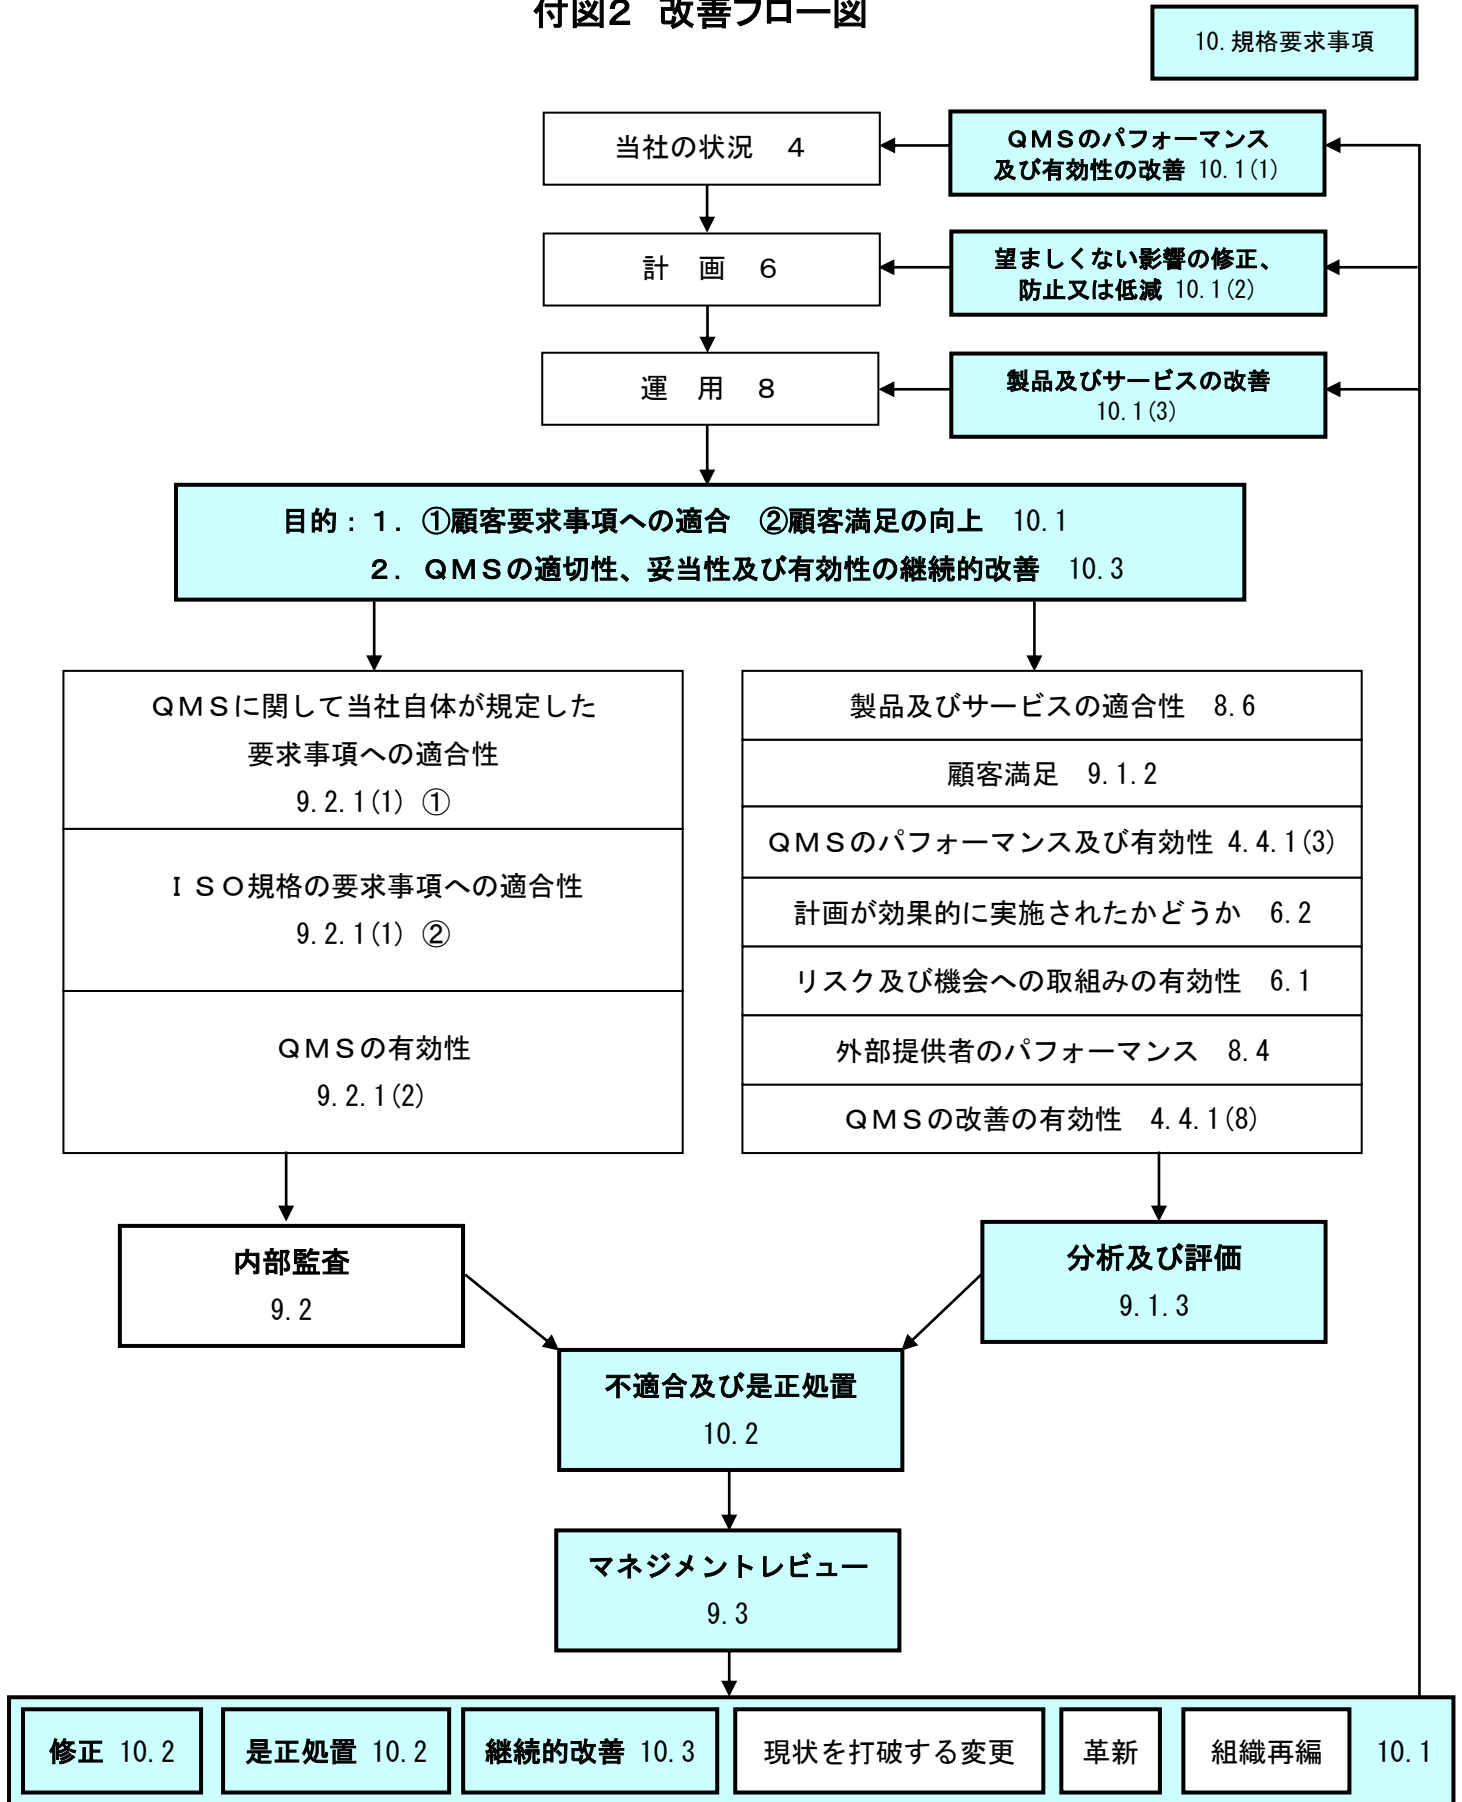 付図2 改善フロー図
10.規格要求事項
当社の状況 4
QMSのパフォーマンス
及び有効性の改善 10.1(1)
計 画 6
望ましくない影響の修正、
防止又は低減 10.1(2)
運 用 8
製品及びサービスの改善
10.1(3)
目的：1．①顧客要求事項への適合 ②顧客満足の向上 10.1
2．QMSの適切性、妥当性及び有効性の継続的改善 10.3
QMSに関して当社自体が規定した
要求事項への適合性
9.2.1(1) ①
ISO規格の要求事項への適合性
9.2.1(1) ②
QMSの有効性
9.2.1(2)
製品及びサービスの適合性 8.6
顧客満足 9.1.2
QMSのパフォーマンス及び有効性 4.4.1(3)
計画が効果的に実施されたかどうか 6.2
リスク及び機会への取組みの有効性 6.1
外部提供者のパフォーマンス 8.4
QMSの改善の有効性 4.4.1(8)
内部監査
9.2
分析及び評価
9.1.3
不適合及び是正処置
10.2
マネジメントレビュー
9.3
修正 10.2
是正処置 10.2
継続的改善 10.3
現状を打破する変更
革新
組織再編
10.1